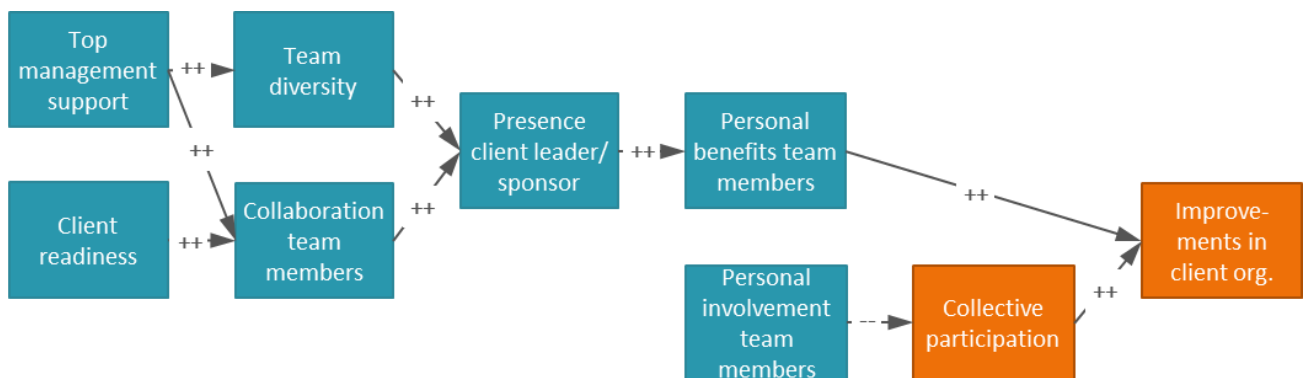 Top
management
support
++
Team
diversity
++
++
Client
readiness
++
Collaboration
team
members
++
Presence
client leader/
sponsor
++
Personal
benefits team
members
++
Personal
involvement
team
members
--
Collective
participation
++
Improve-
ments in
client org.